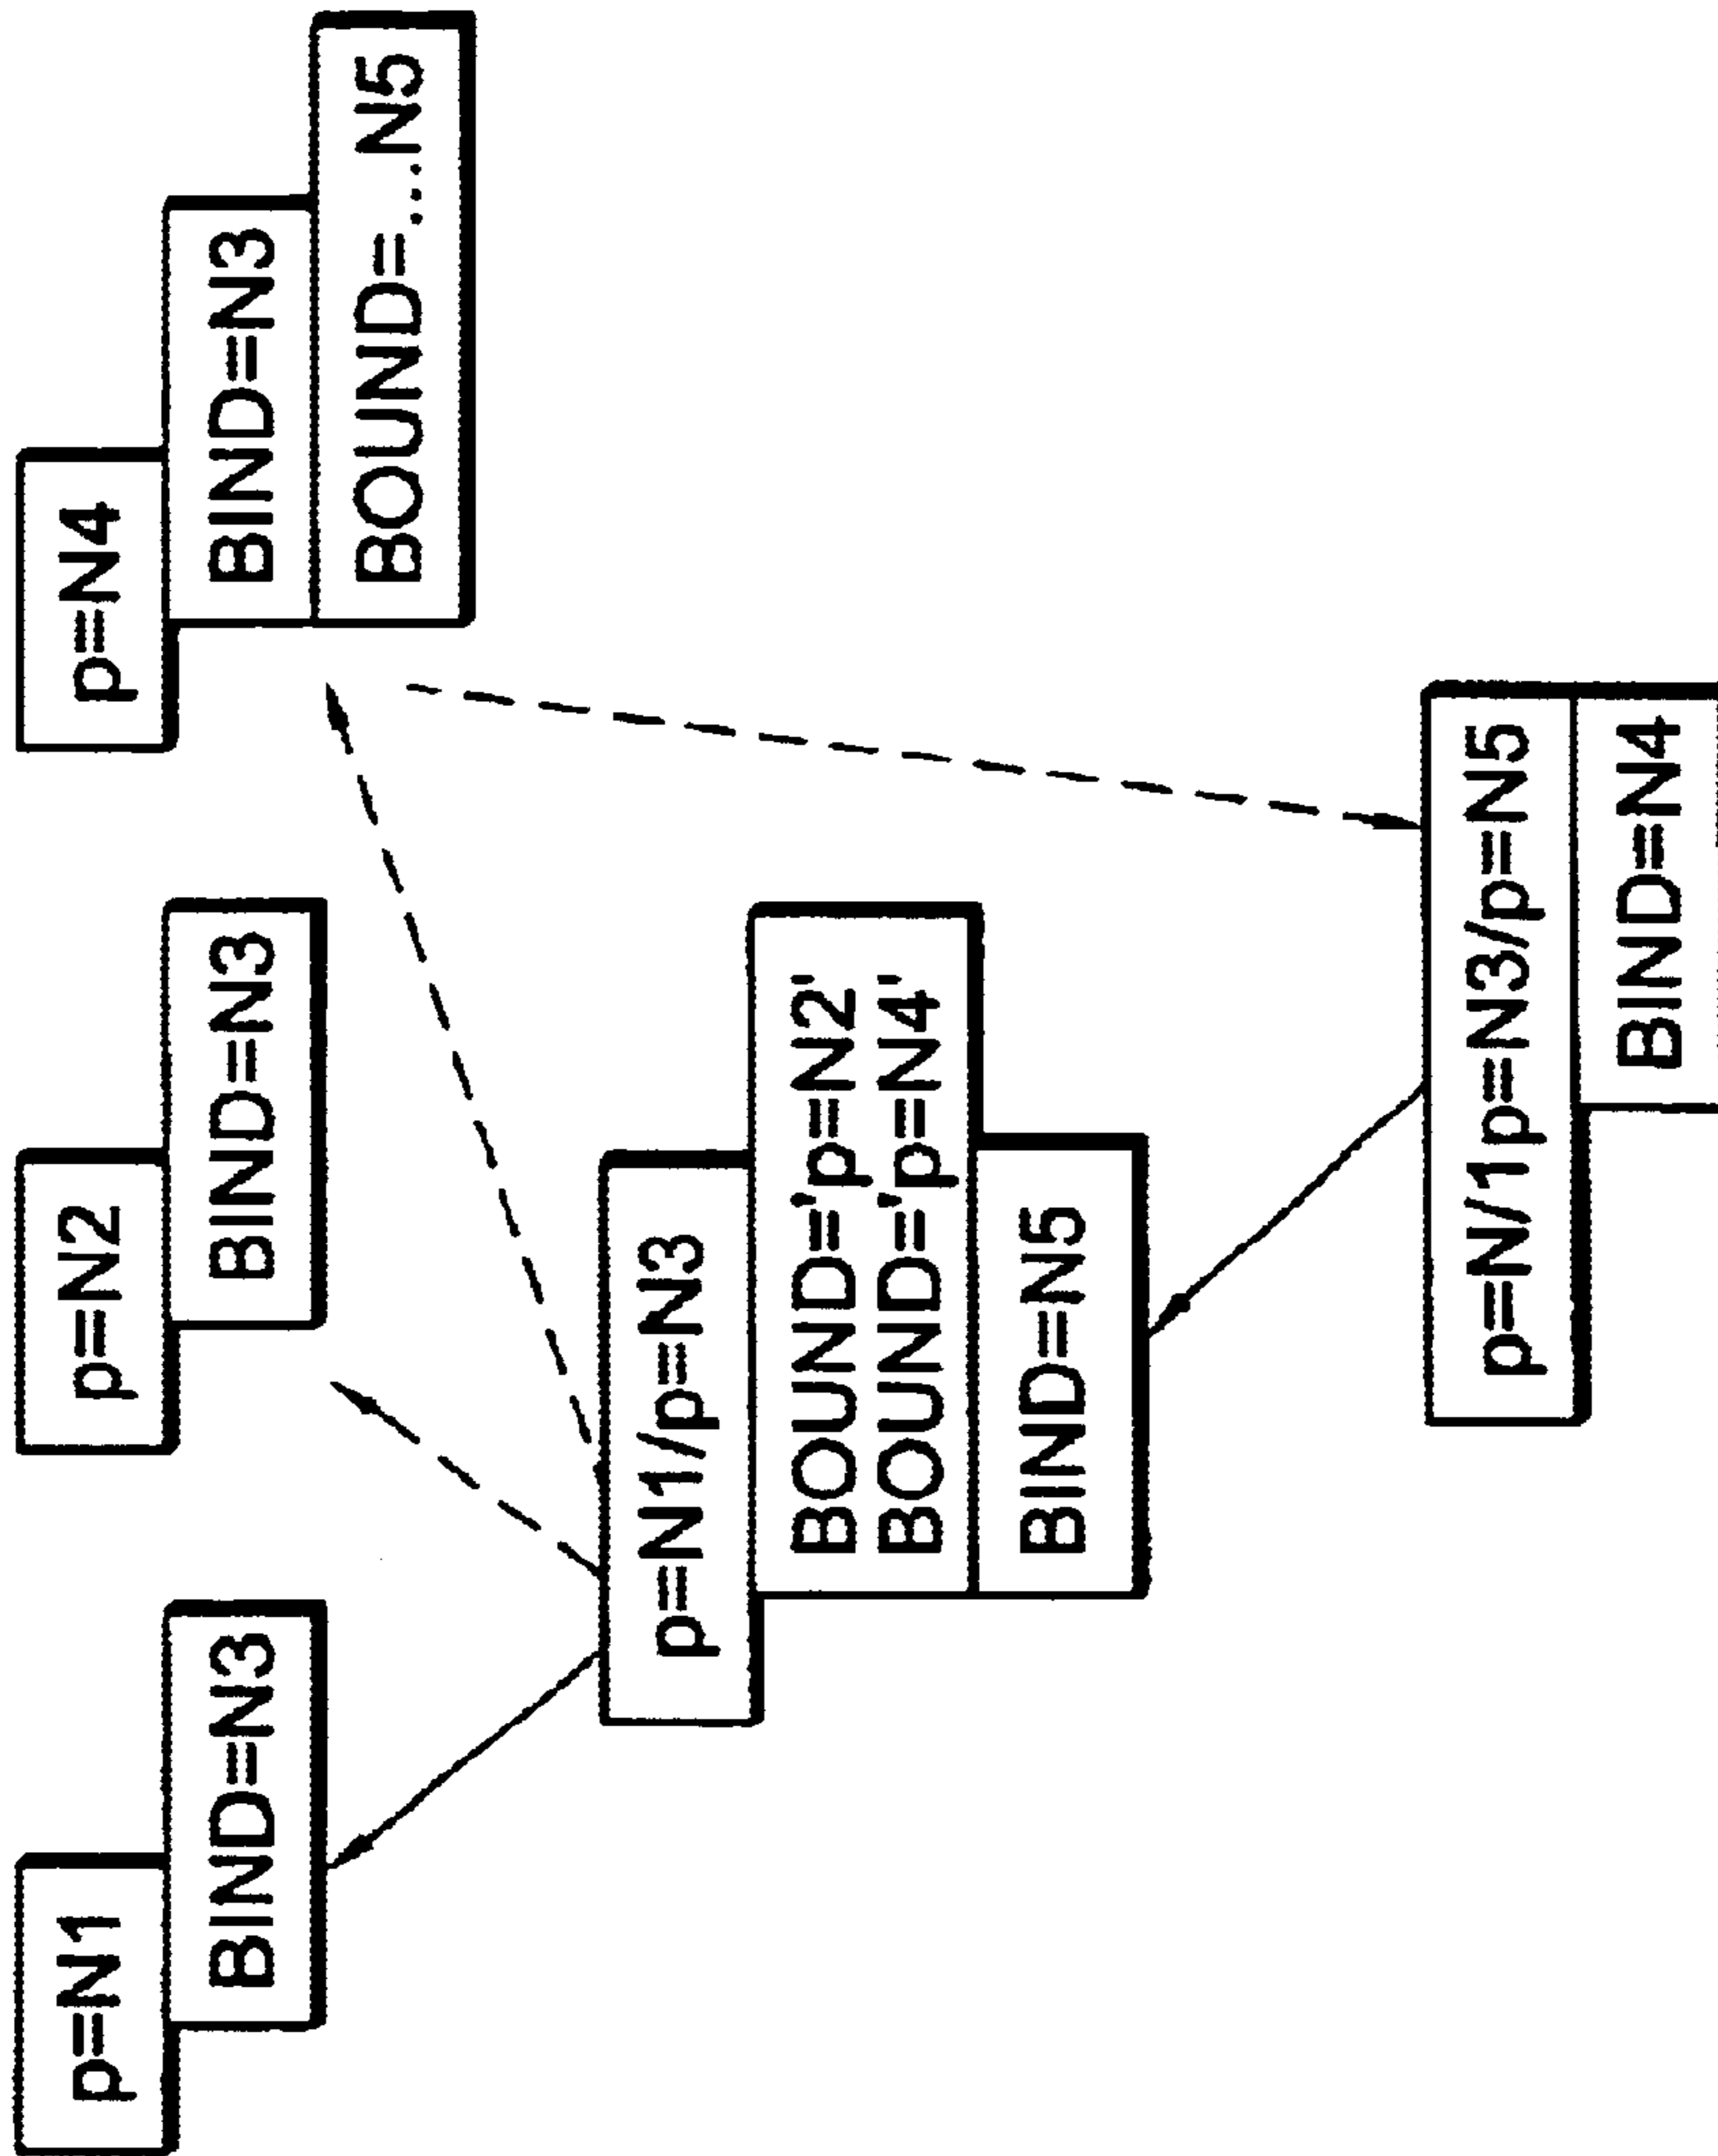 p=N1
BIND=N3
p=N2
BIND=N3
p=N4
BIND=N3
BOUND=...N5
p=N1/p=N3
BOUND='p=N2'
BOUND='p=N4'
BIND=N5
p=N/1p=N3/p=N5
BIND=N4